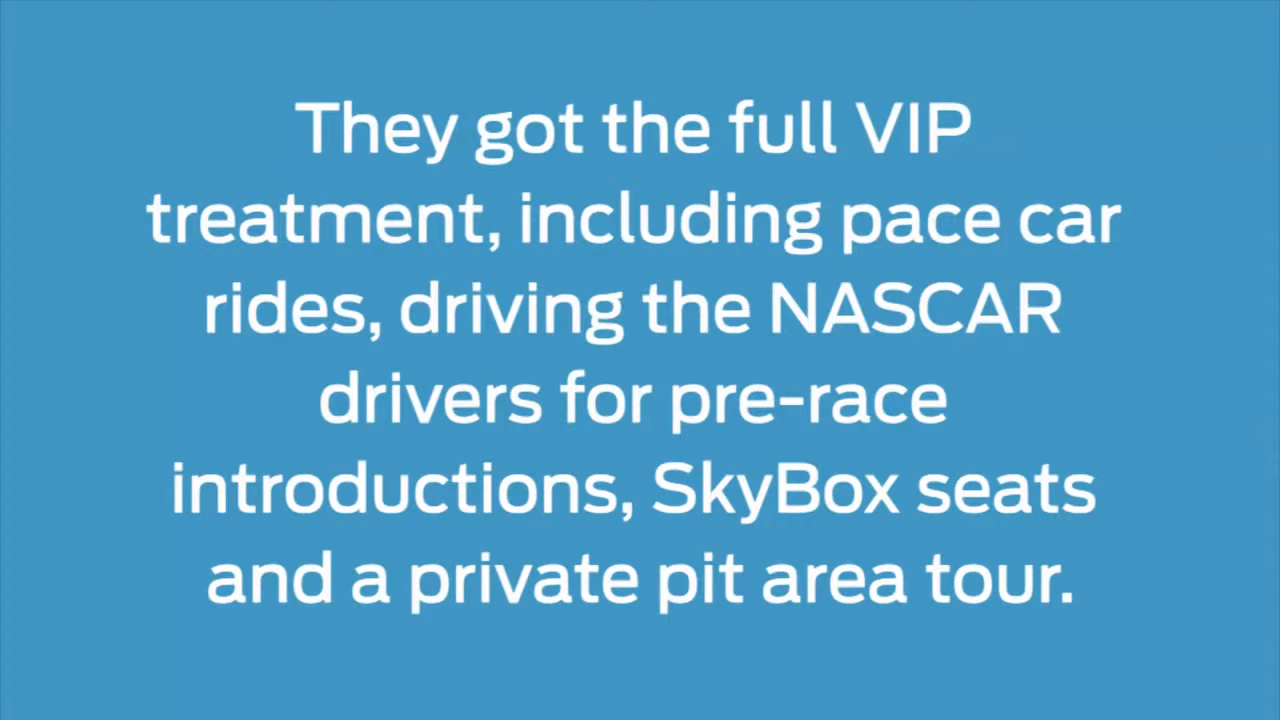 They got the full VIP
treatment, including pace car
rides, driving the NASCAR
drivers for pre-race
introductions, SkyBox seats
and a private pit area tour.